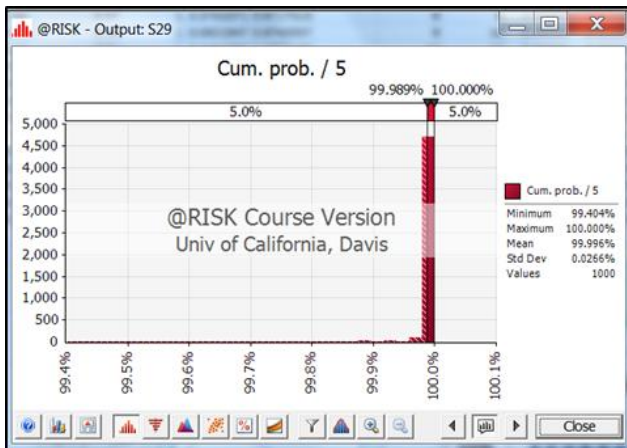 @RISK - Output: S29
Cum. prob. / 5
99.989% 100.000%
5.0% 5.0%
5,000
4,500
4,000
3,500
3,000
2,500
2,000
1,500
1,000
500
0
@RISK Course Version
Univ of California, Davis
99.4%
99.5%
99.6%
99.7%
99.8%
99.9%
100.0%
100.1%
Cum. prob. / 5
Minimum 99.404%
Maximum 100.000%
Mean 99.996%
Std Dev 0.0266%
Values 1000
Close